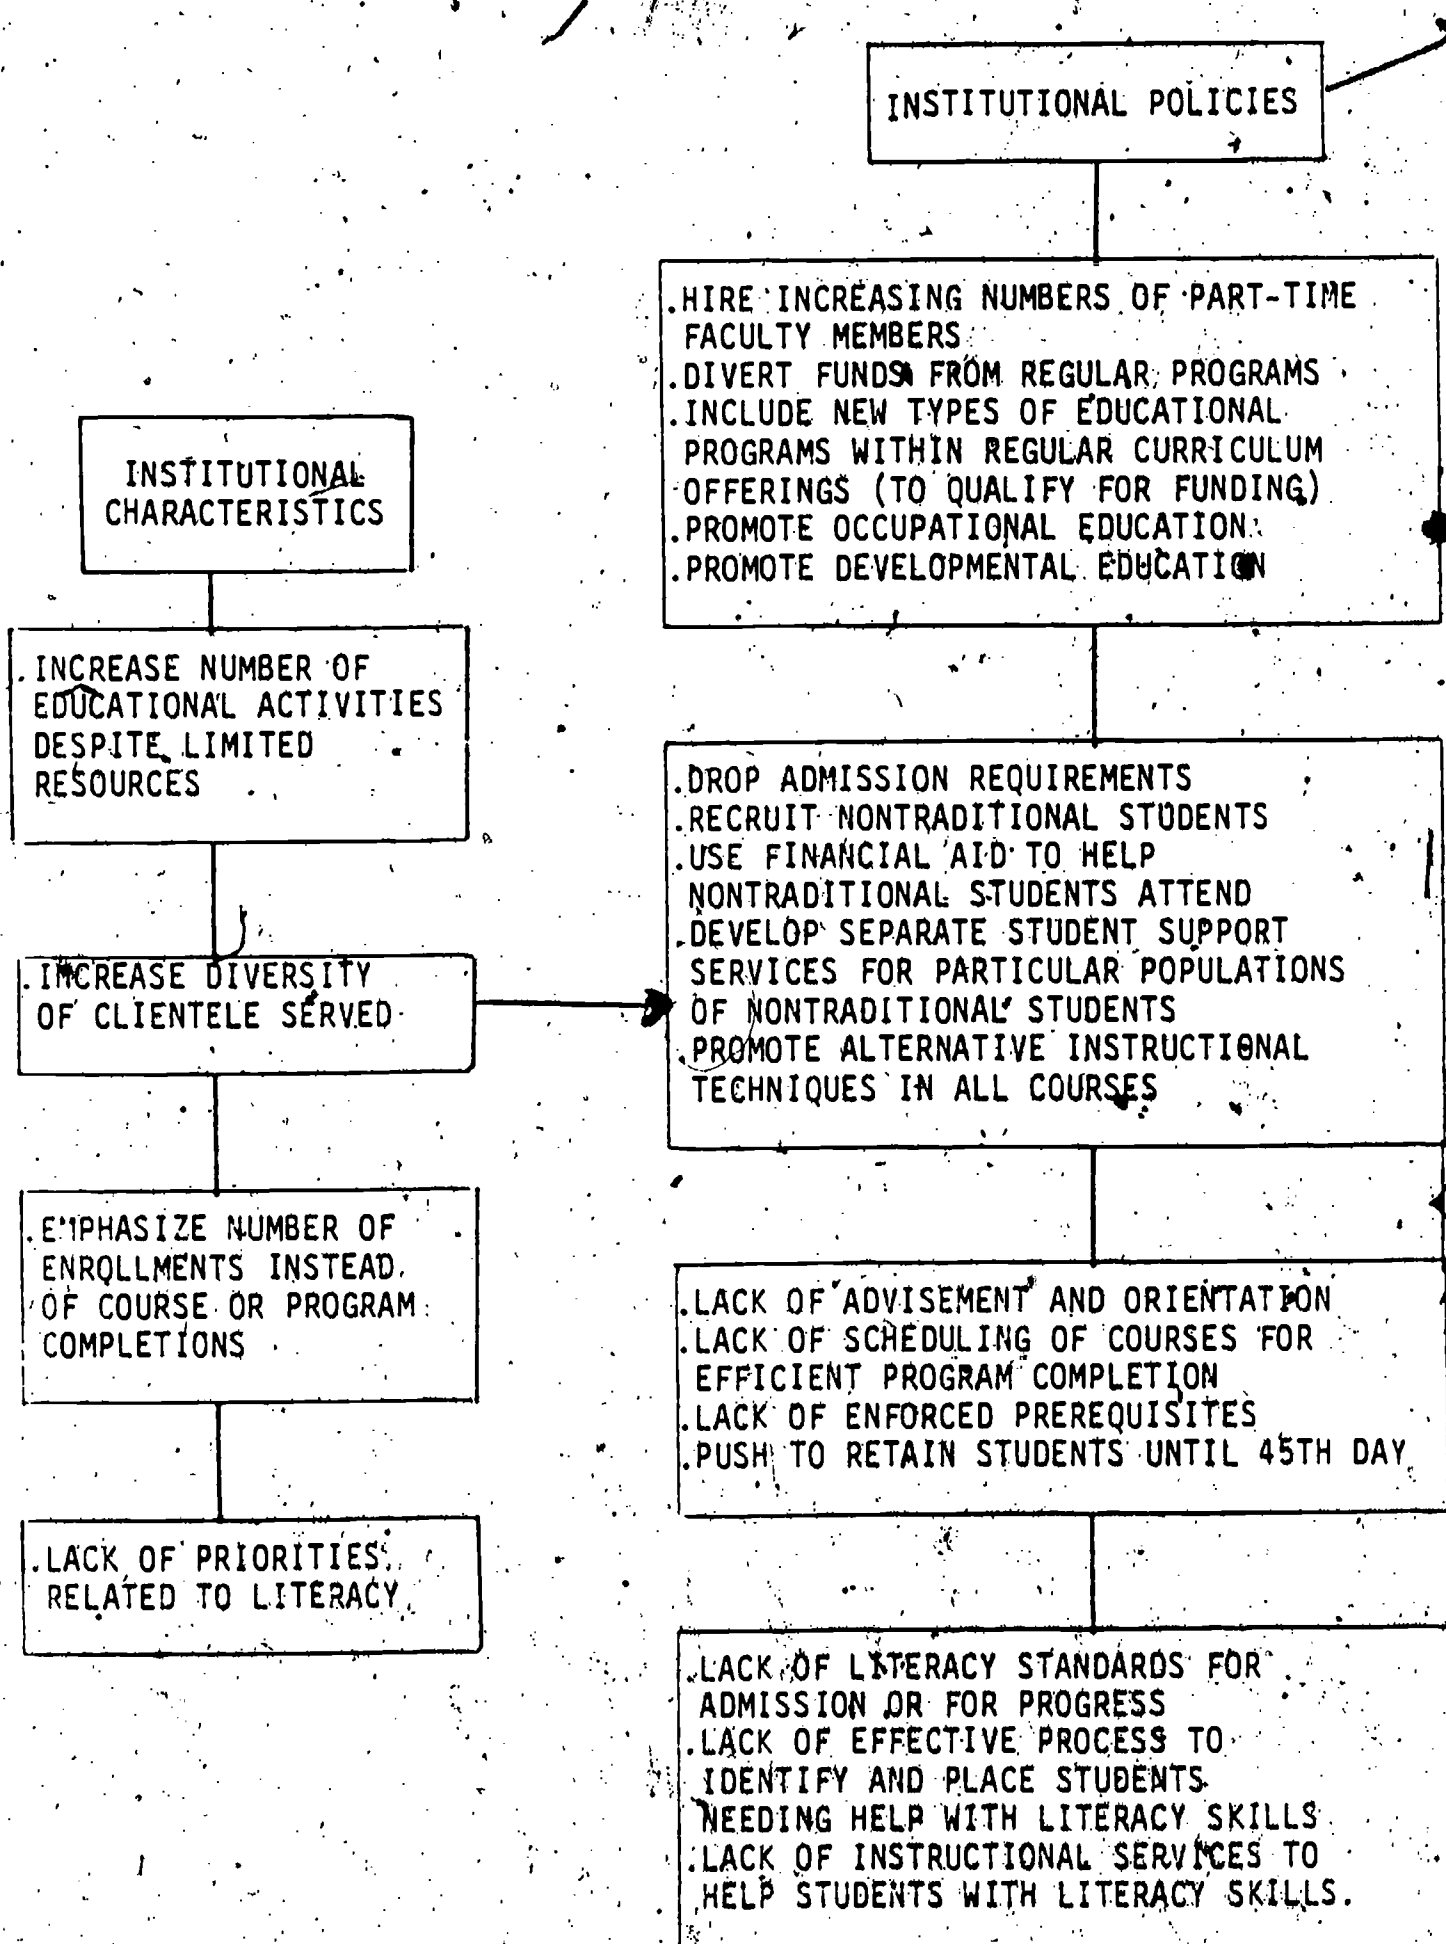 INSTITUTIONAL POLICIES
.HIRE INCREASING NUMBERS OF PART-TIME
FACULTY MEMBERS
.DIVERT FUNDS FROM REGULAR PROGRAMS
.INCLUDE NEW TYPES OF EDUCATIONAL
PROGRAMS WITHIN REGULAR CURRICULUM
OFFERINGS (TO QUALIFY FOR FUNDING)
.PROMOTE OCCUPATIONAL EDUCATION
.PROMOTE DEVELOPMENTAL EDUCATION
INSTITUTIONAL
CHARACTERISTICS
.INCREASE NUMBER OF
EDUCATIONAL ACTIVITIES
DESPITE LIMITED
RESOURCES
.INCREASE DIVERSITY
OF CLIENTELE SERVED
.EMPHASIZE NUMBER OF
ENROLLMENTS INSTEAD
OF COURSE OR PROGRAM
COMPLETIONS
.LACK OF PRIORITIES
RELATED TO LITERACY
.DROP ADMISSION REQUIREMENTS
.RECRUIT NONTRADITIONAL STUDENTS
.USE FINANCIAL AID TO HELP
NONTRADITIONAL STUDENTS ATTEND
.DEVELOP SEPARATE STUDENT SUPPORT
SERVICES FOR PARTICULAR POPULATIONS
OF NONTRADITIONAL STUDENTS
.PROMOTE ALTERNATIVE INSTRUCTIONAL
TECHNIQUES IN ALL COURSES
.LACK OF ADVISEMENT AND ORIENTATION
.LACK OF SCHEDULING OF COURSES FOR
EFFICIENT PROGRAM COMPLETION
.LACK OF ENFORCED PREREQUISITES
.PUSH TO RETAIN STUDENTS UNTIL 45TH DAY
.LACK OF LITERACY STANDARDS FOR
ADMISSION OR FOR PROGRESS
.LACK OF EFFECTIVE PROCESS TO
IDENTIFY AND PLACE STUDENTS
NEEDING HELP WITH LITERACY SKILLS
.LACK OF INSTRUCTIONAL SERVICES TO
HELP STUDENTS WITH LITERACY SKILLS.